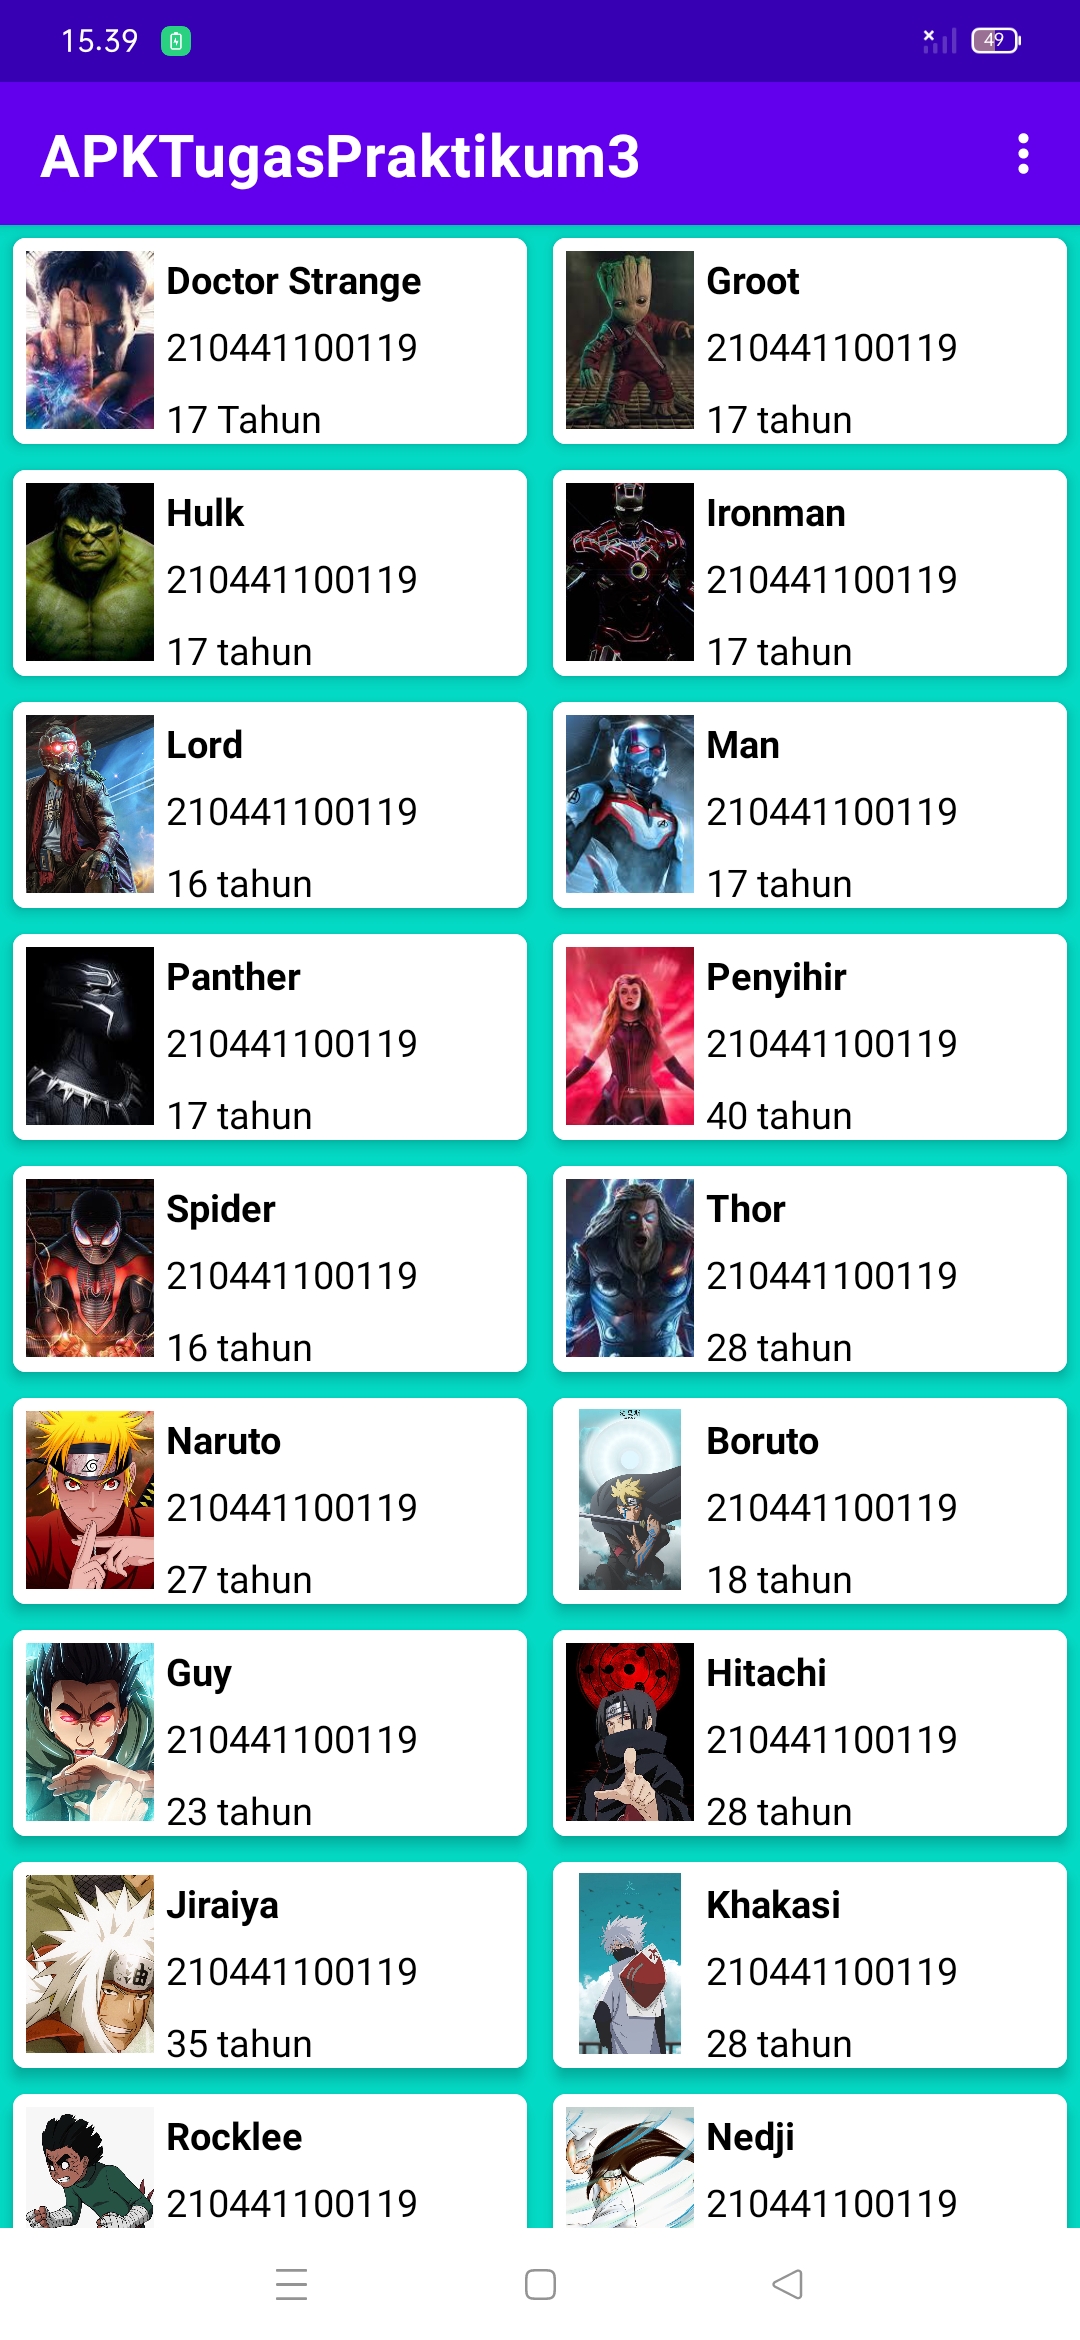 15.39
49
APKTugasPraktikum3
Doctor Strange
210441100119
17 Tahun
Groot
210441100119
17 tahun
Hulk
210441100119
17 tahun
Ironman
210441100119
17 tahun
Lord
210441100119
16 tahun
Man
210441100119
17 tahun
Panther
210441100119
17 tahun
Penyihir
210441100119
40 tahun
Spider
210441100119
16 tahun
Thor
210441100119
28 tahun
Naruto
210441100119
27 tahun
Boruto
210441100119
18 tahun
Guy
210441100119
23 tahun
Hitachi
210441100119
28 tahun
Jiraiya
210441100119
35 tahun
Khakasi
210441100119
28 tahun
Rocklee
210441100119
Nedji
210441100119